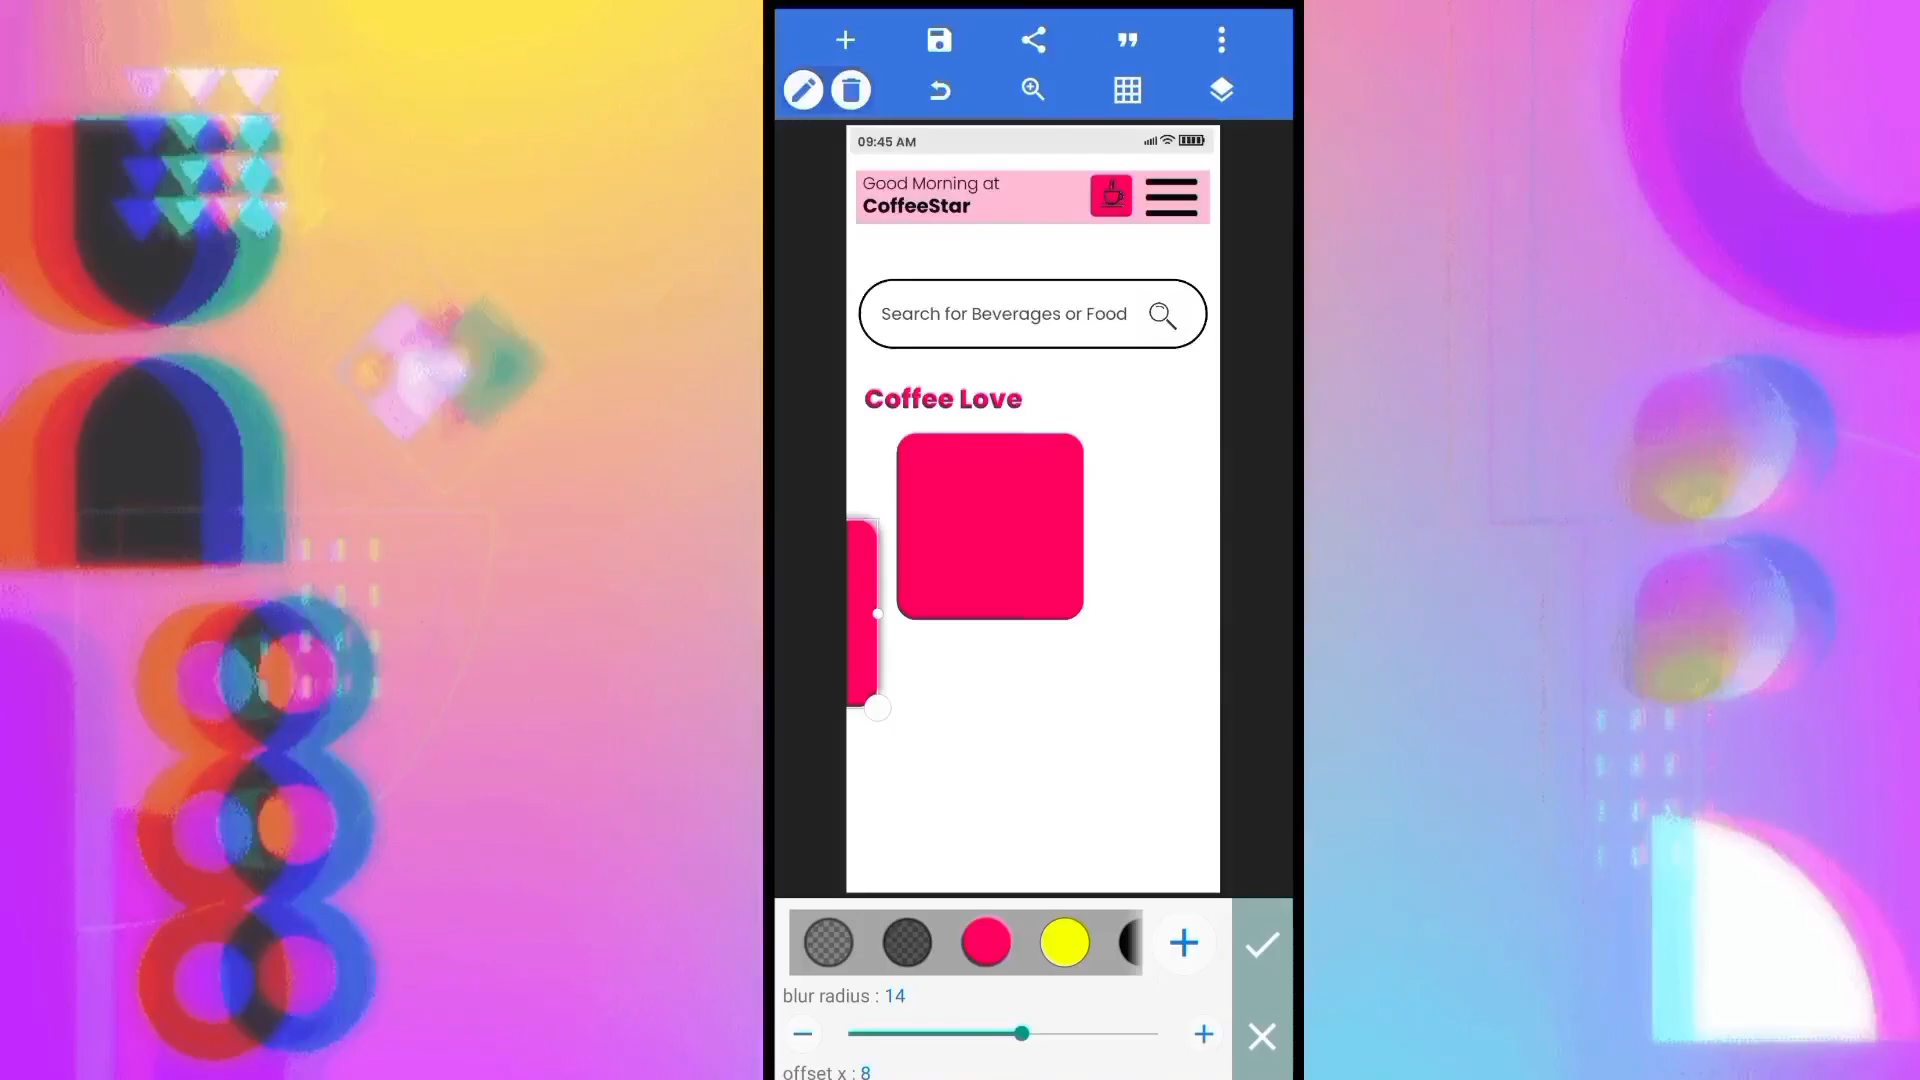 09:45 AM
Good Morning at
CoffeeStar
Search for Beverages or Food
Coffee Love
blur radius : 14
offset x : 8